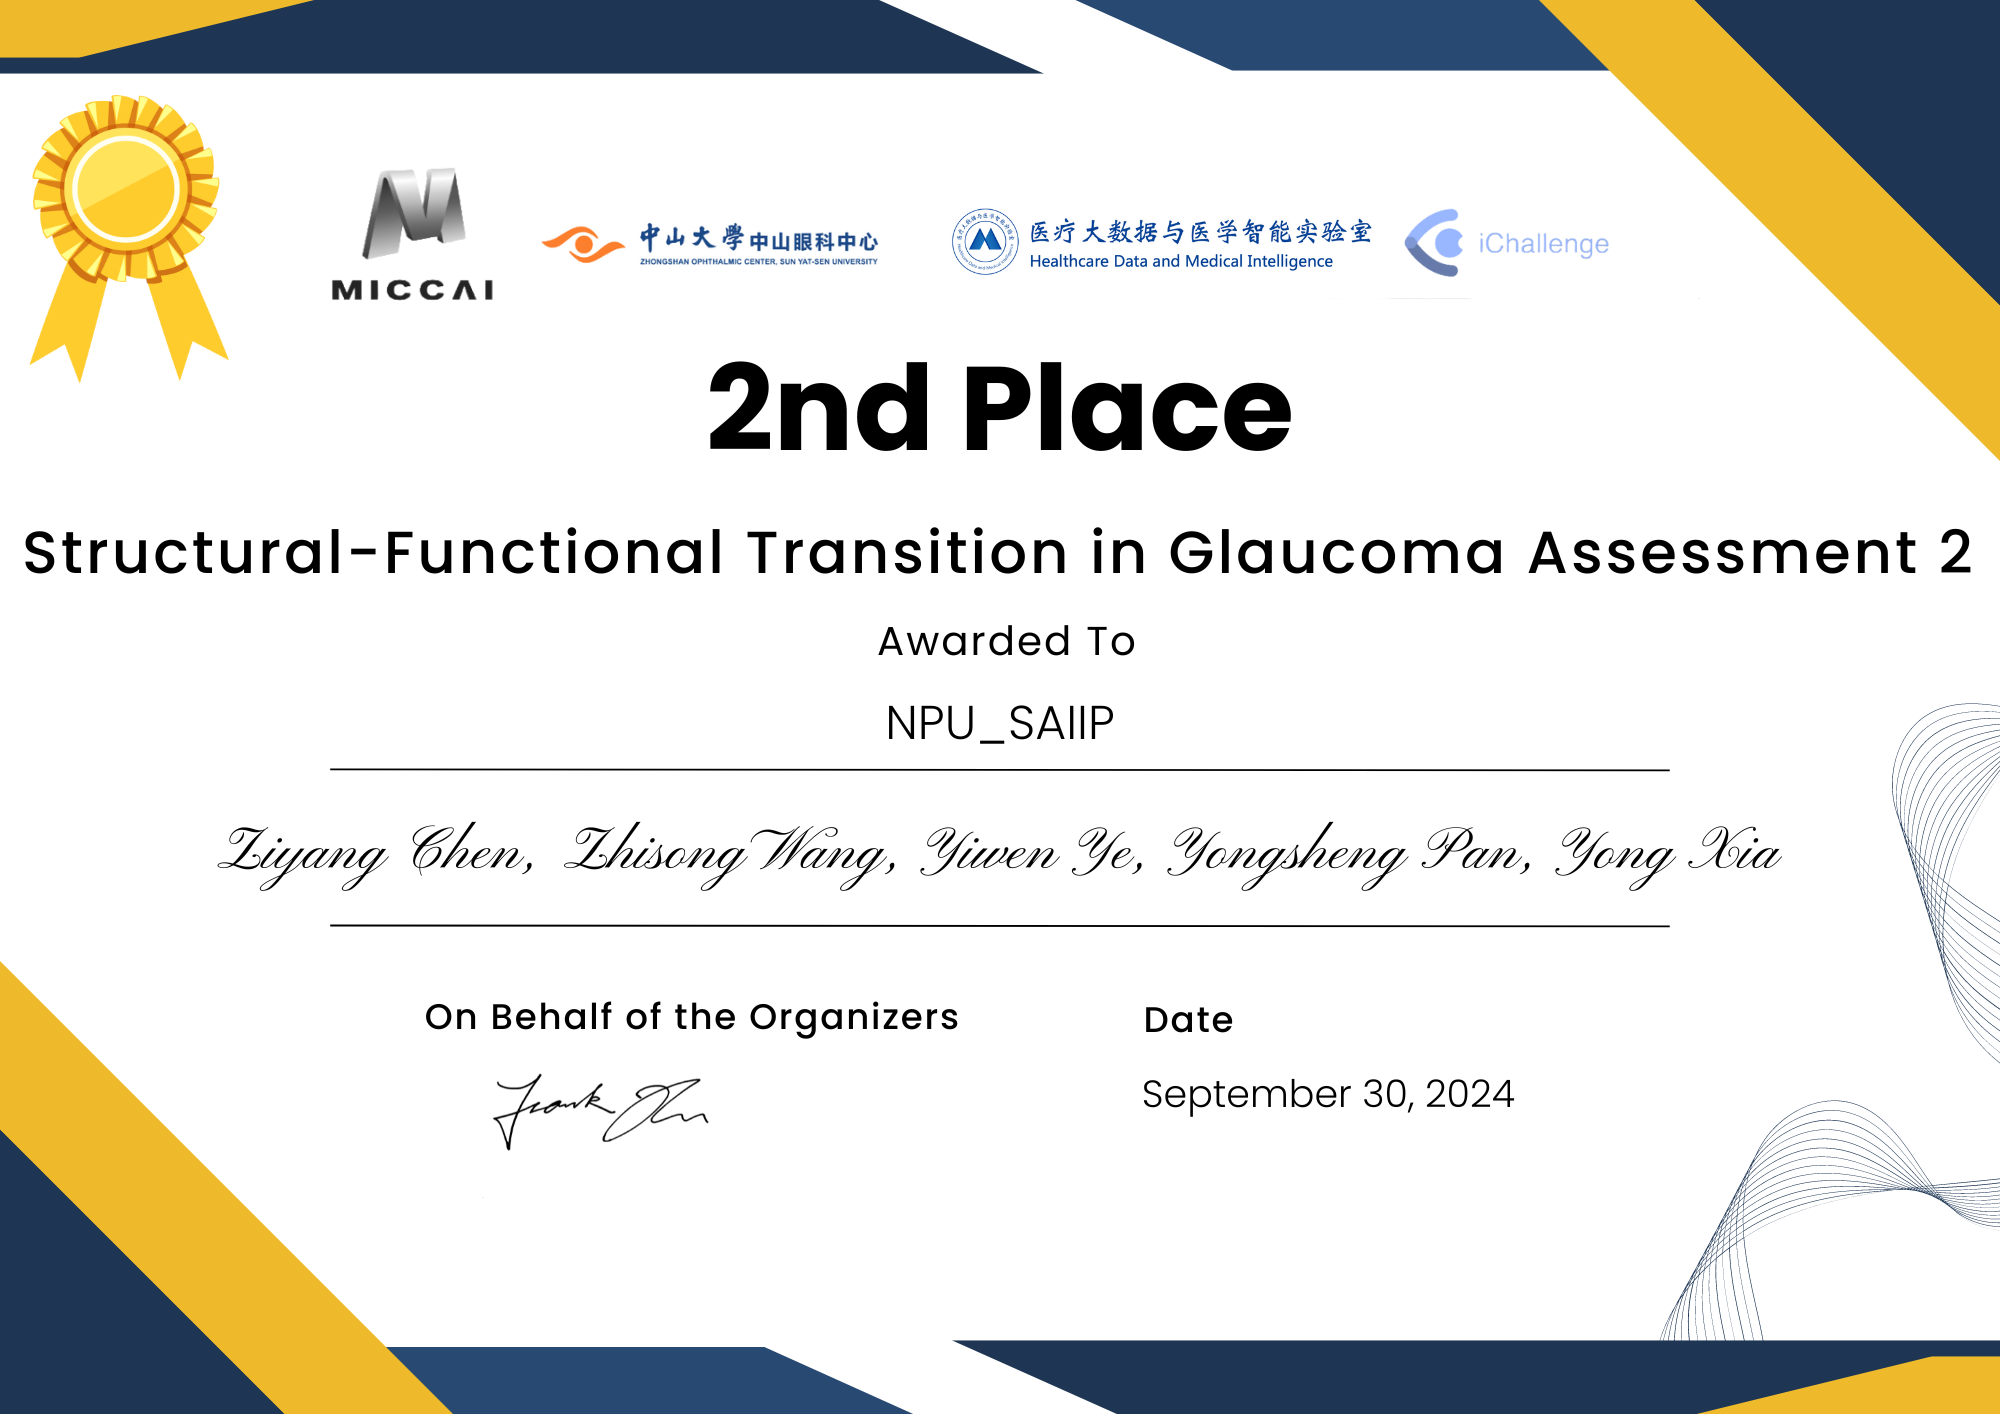 MICCAI
中山大學中山眼科中心
ZHONGSHAN OPHTHALMIC CENTER, SUN YAT-SEN UNIVERSITY
医疗大数据与医学智能实验室
Healthcare Data and Medical Intelligence
iChallenge
2nd Place
Structural-Functional Transition in Glaucoma Assessment 2
Awarded To
NPU_SAIIP
Ziyang Chen, Zhisong Wang, Yiwen Ye, Yongsheng Pan, Yong Xia
On Behalf of the Organizers
Date
Frank
September 30, 2024